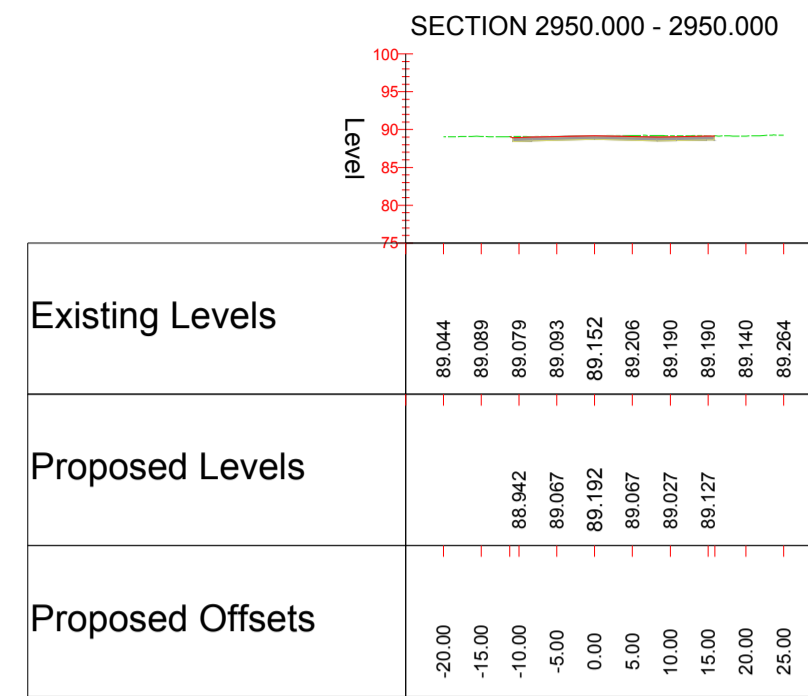 SECTION 2950.000 - 2950.000
Level
100
95
90
85
80
75
Existing Levels
89.044 89.089 89.079 89.093 89.152 89.206 89.190 89.190 89.140 89.264
Proposed Levels
88.942 89.067 89.192 89.067 89.027 89.127
Proposed Offsets
-20.00 -15.00 -10.00 -5.00 0.00 5.00 10.00 15.00 20.00 25.00